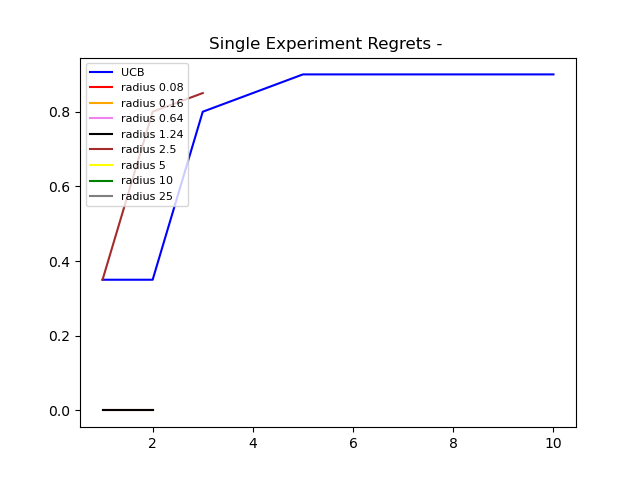 Single Experiment Regrets -
UCB
radius 0.08
radius 0.16
radius 0.64
radius 1.24
radius 2.5
radius 5
radius 10
radius 25
0.8
0.6
0.4
0.2
0.0
2 4 6 8 10